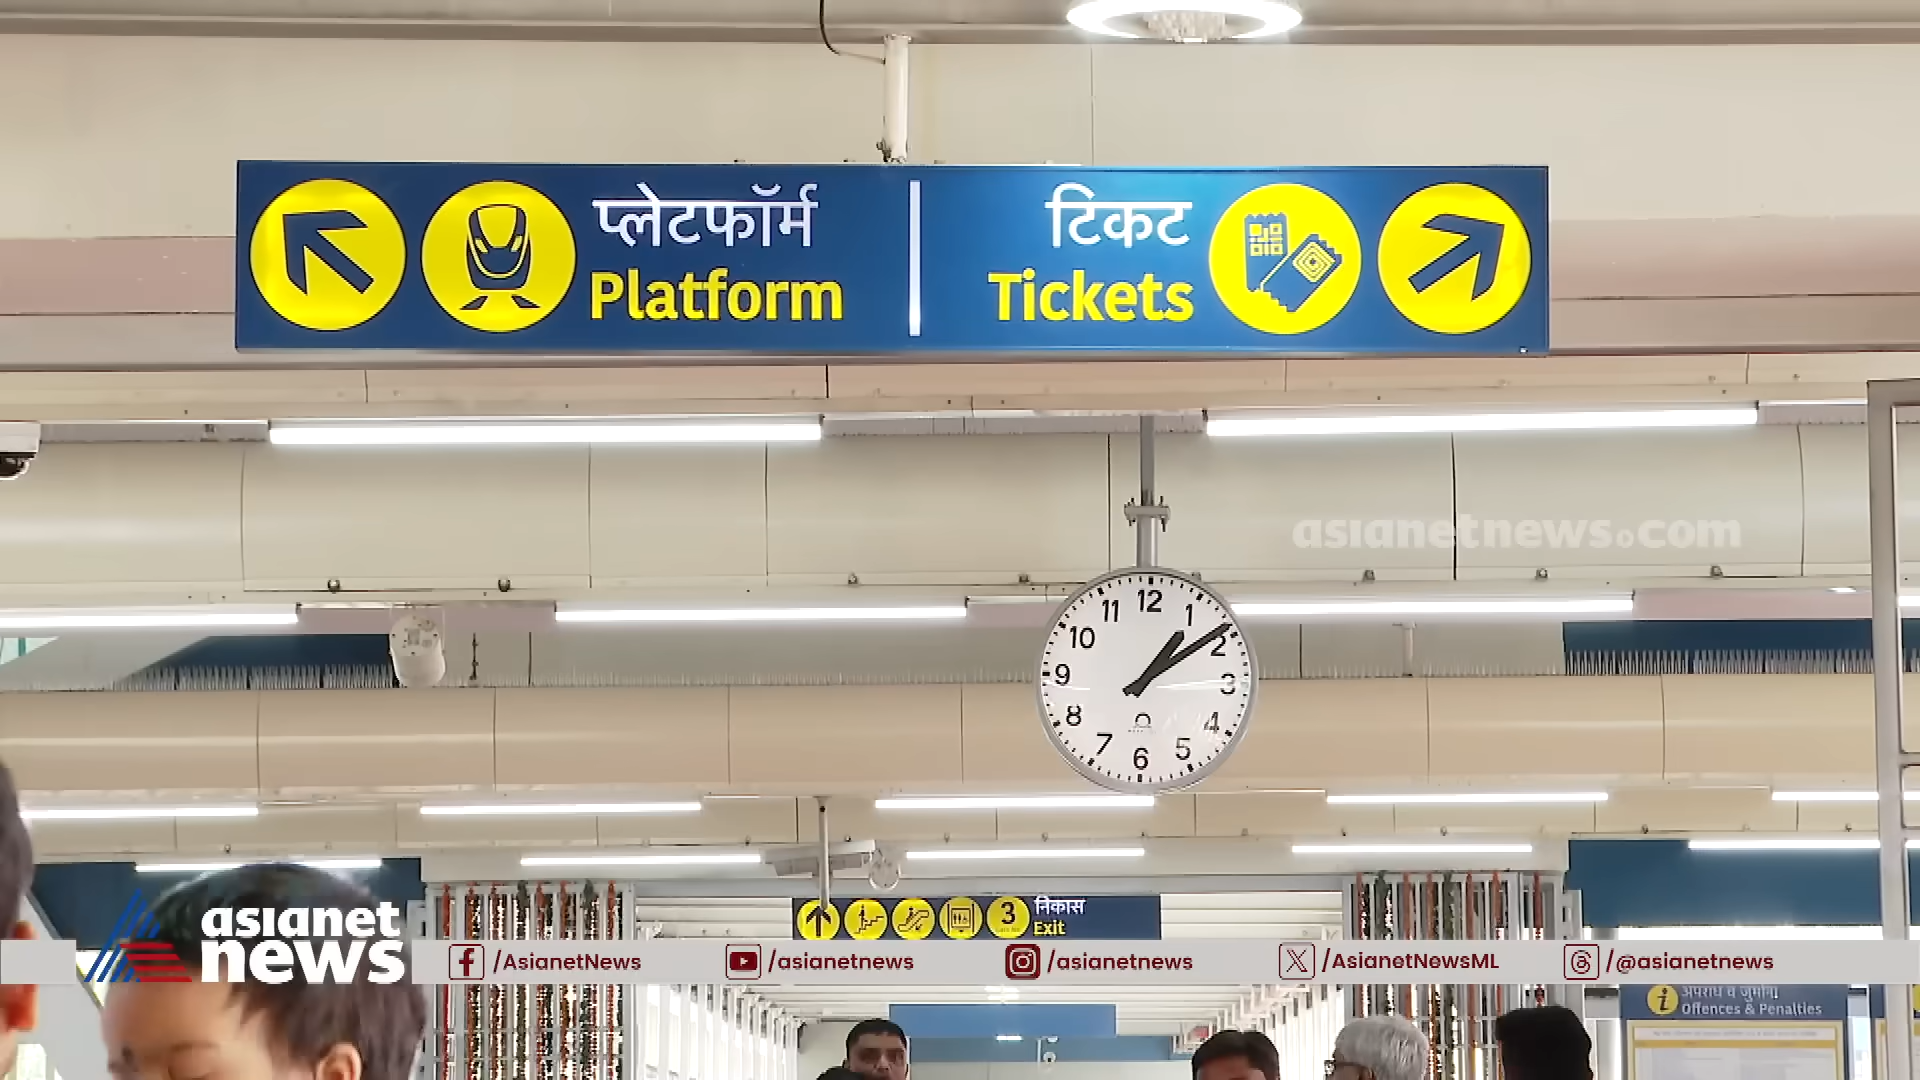 प्लेटफॉर्म
Platform
टिकट
Tickets
asianetnews.com
12
1
2
3
4
5
6
7
8
9
10
11
3
निकास
Exit
asianet
news
/AsianetNews
/asianetnews
/asianetnews
/AsianetNewsML
/@asianetnews
अपराध व जुर्माना
Offences & Penalties